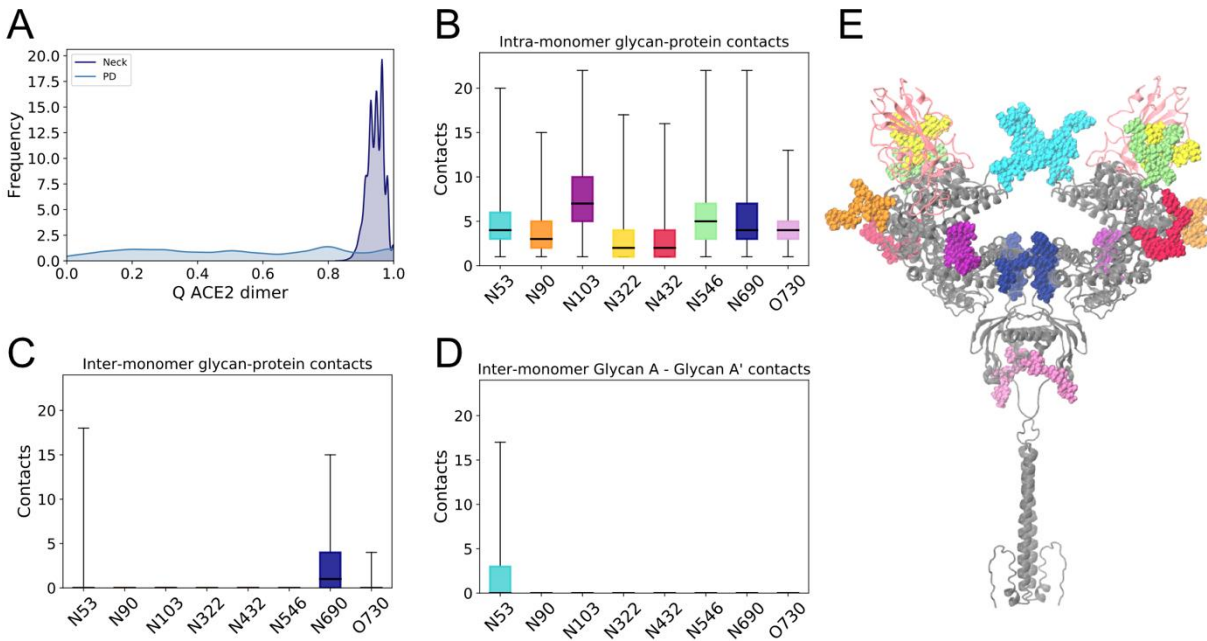 A
20.0
17.5
15.0
12.5
10.0
7.5
5.0
2.5
0.0
Frequency
Neck
PD
0.0 0.2 0.4 0.6 0.8 1.0
Q ACE2 dimer
B
Intra-monomer glycan-protein contacts
20
15
10
5
0
Contacts
N53 N90 N103 N322 N432 N546 N690 O730
E
C
Inter-monomer glycan-protein contacts
20
15
10
5
0
Contacts
N53 N90 N103 N322 N432 N546 N690 O730
D
Inter-monomer Glycan A - Glycan A' contacts
20
15
10
5
0
Contacts
N53 N90 N103 N322 N432 N546 N690 O730